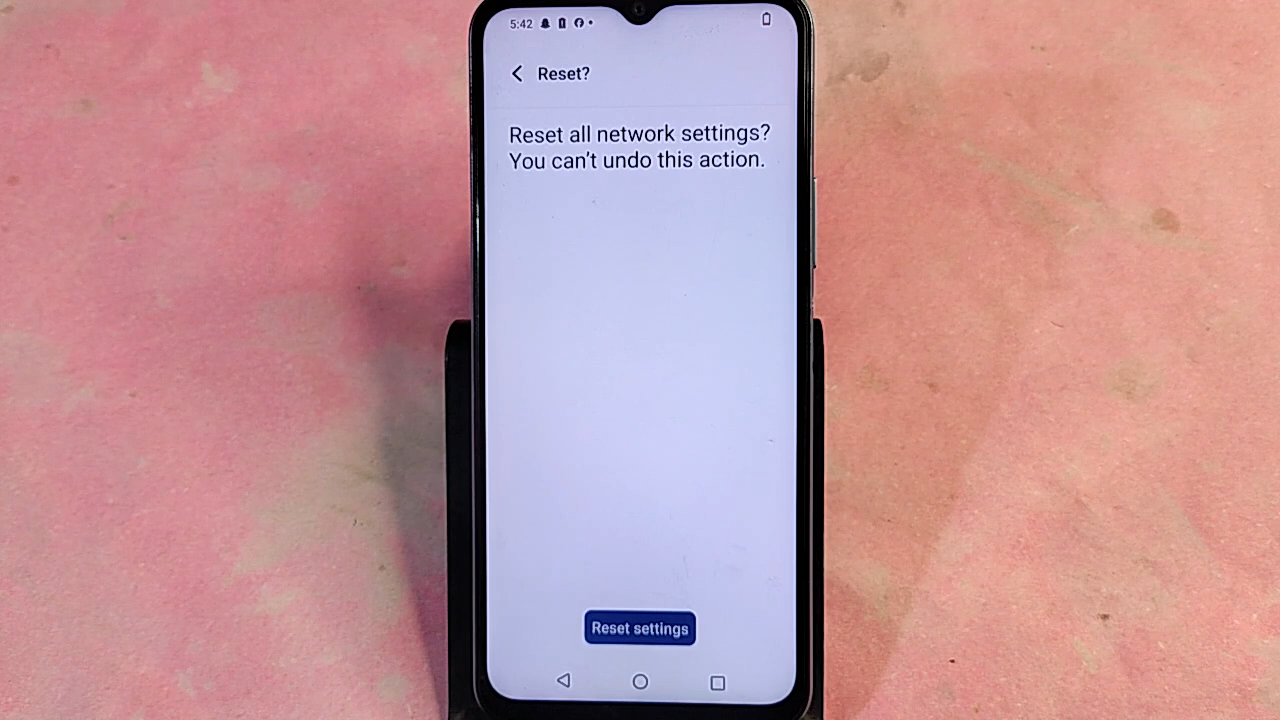 5:42
Reset?
Reset all network settings?
You can't undo this action.
Reset settings